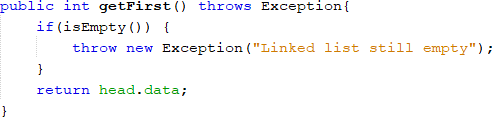 public int getFirst() throws Exception{
    if(isEmpty()) {
        throw new Exception("Linked list still empty");
    }
    return head.data;
}